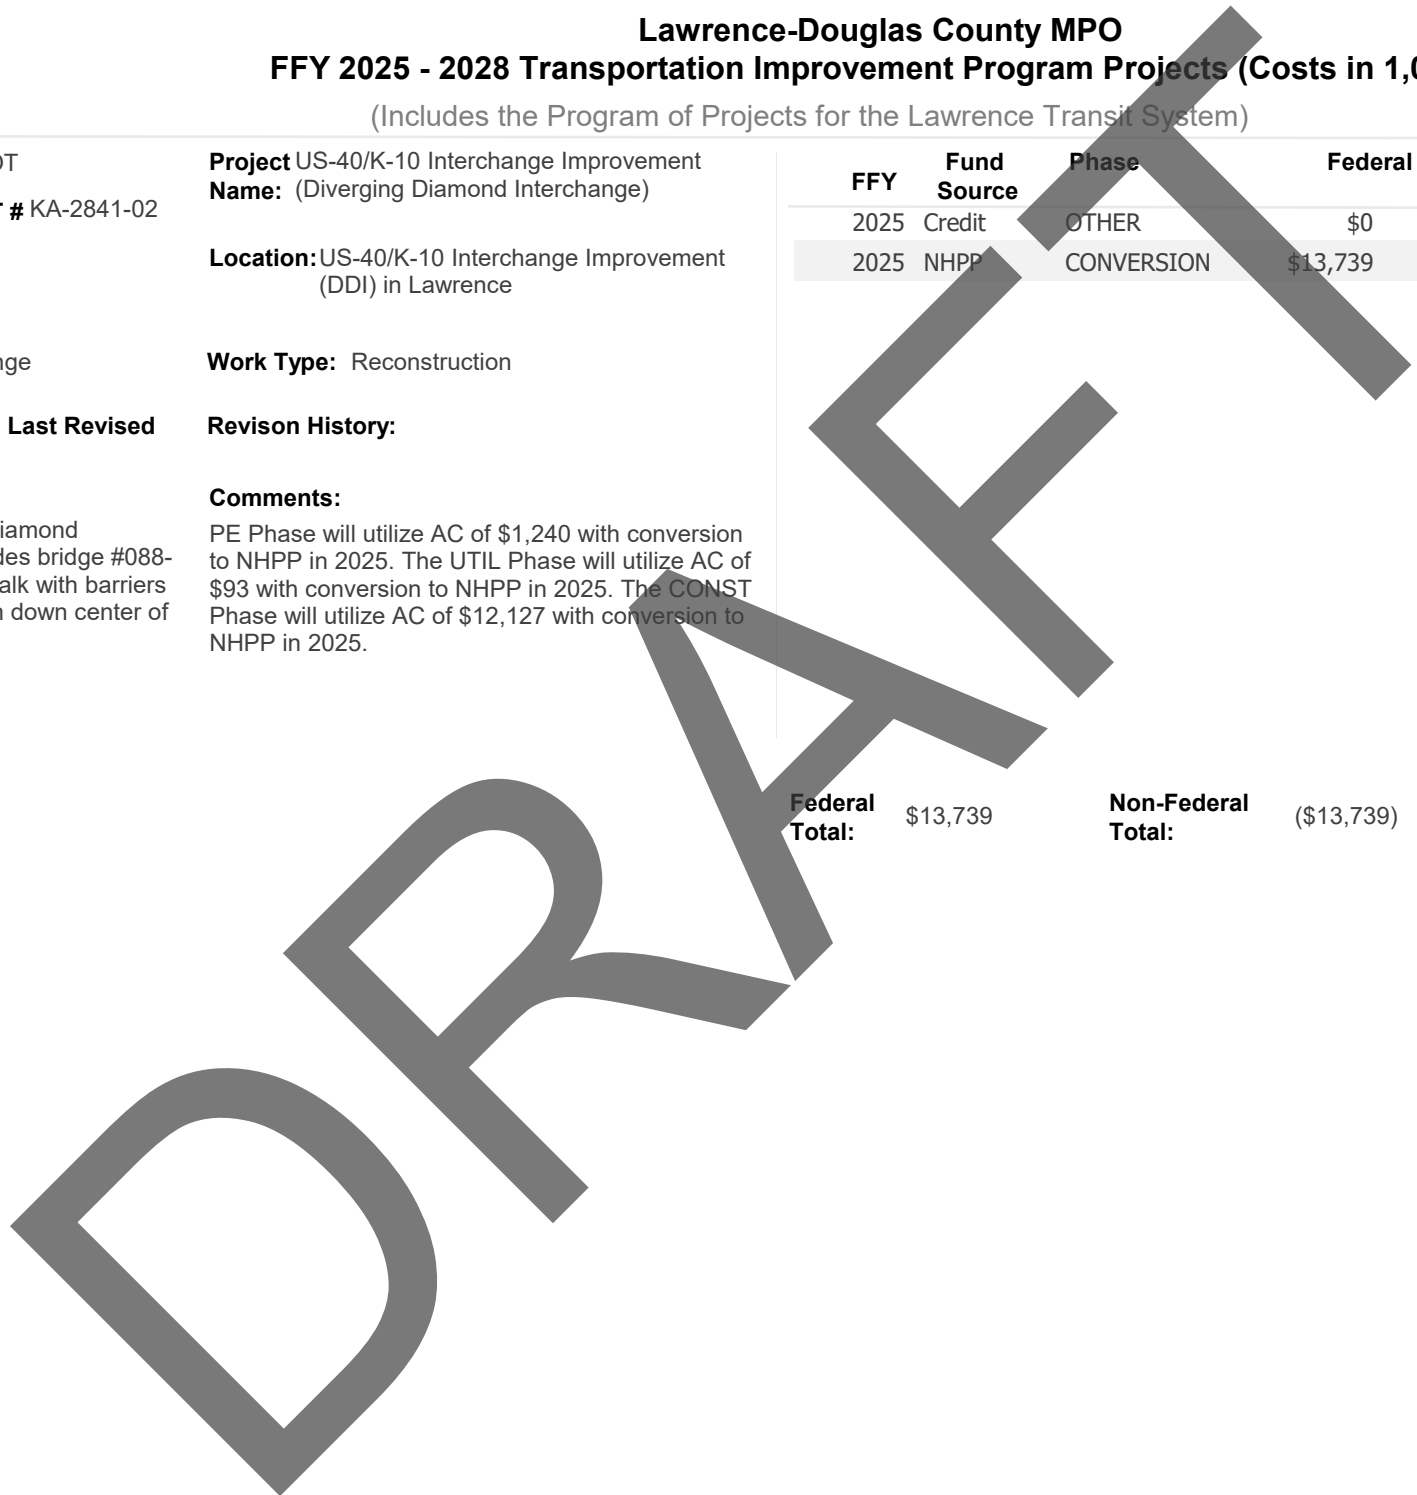 Lawrence-Douglas County MPO
FFY 2025 - 2028 Transportation Improvement Program Projects (Costs in 1,0
(Includes the Program of Projects for the Lawrence Transit System)
OT
T # KA-2841-02
nge
Last Revised
iamond
des bridge #088-
alk with barriers
n down center of
Project US-40/K-10 Interchange Improvement
Name: (Diverging Diamond Interchange)
Location: US-40/K-10 Interchange Improvement
(DDI) in Lawrence
Work Type: Reconstruction
Revison History:
Comments:
PE Phase will utilize AC of $1,240 with conversion
to NHPP in 2025. The UTIL Phase will utilize AC of
$93 with conversion to NHPP in 2025. The CONST
Phase will utilize AC of $12,127 with conversion to
NHPP in 2025.
FFY Fund Source Phase Federal
2025 Credit OTHER $0
2025 NHPP CONVERSION $13,739
Federal Total: $13,739 Non-Federal Total: ($13,739)
DRAFT